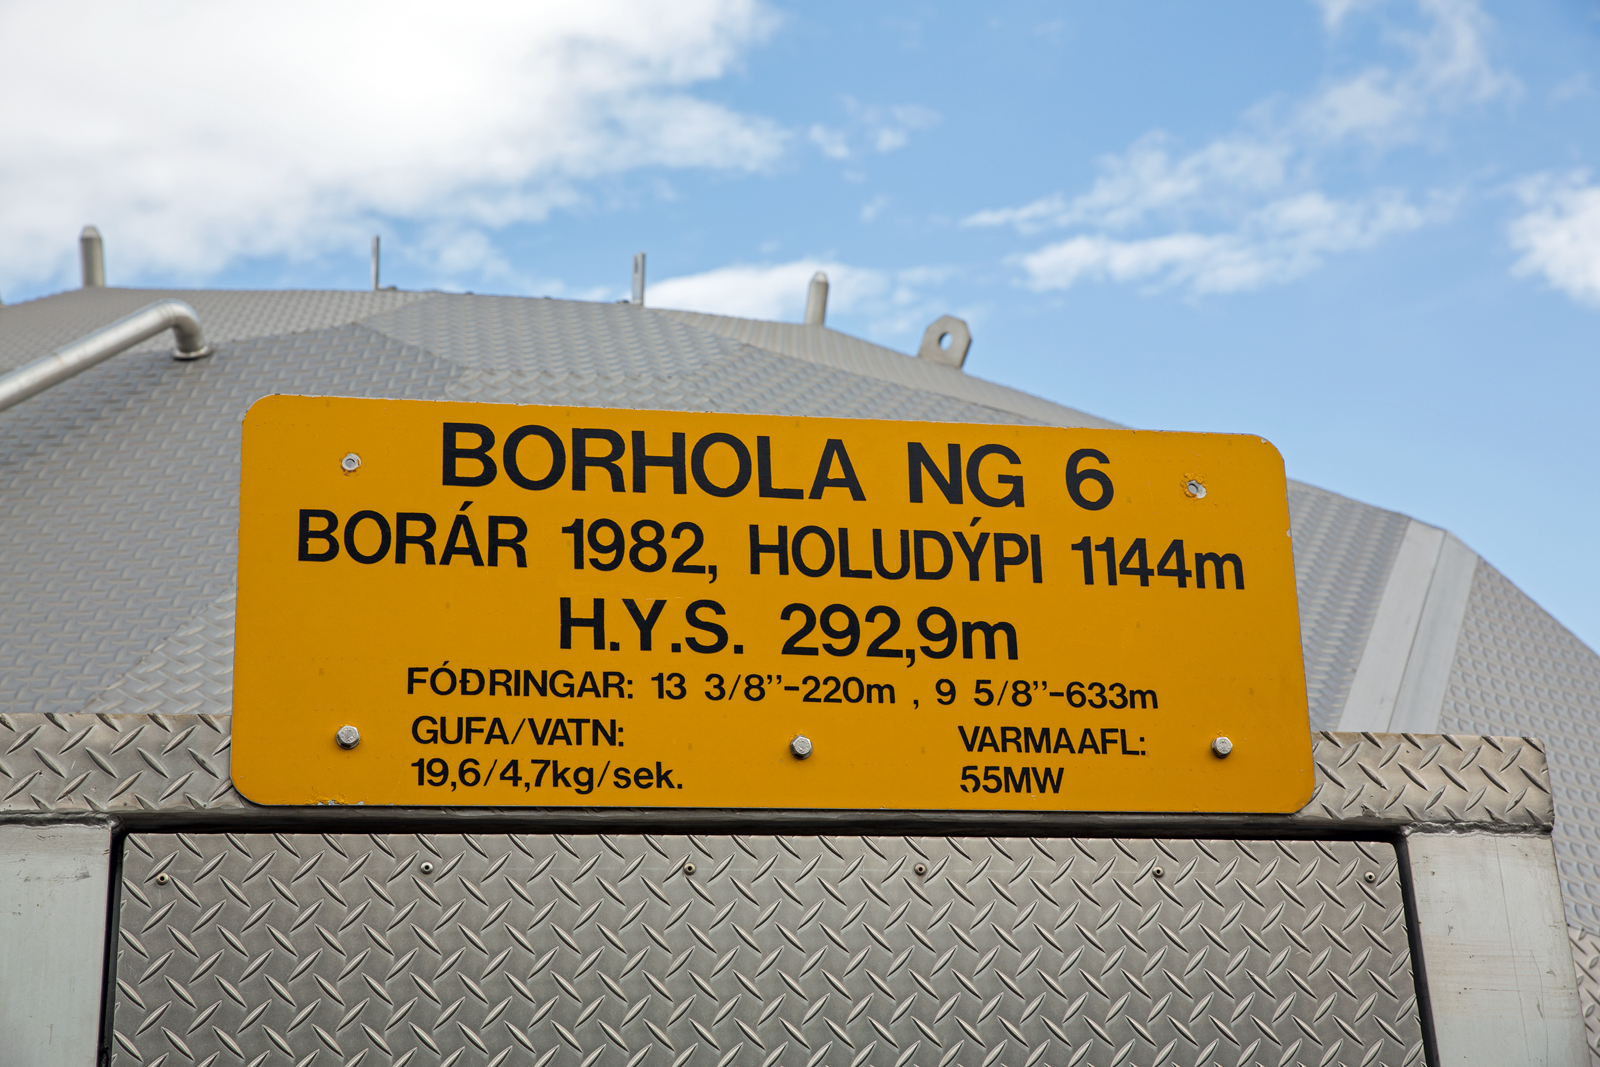 BORHOLA NG 6
BORÁR 1982, HOLUDÝPI 1144m
H.Y.S. 292,9m
FÓÐRINGAR: 13 3/8”-220m , 9 5/8”-633m
GUFA/VATN: VARMAAFL:
19,6/4,7kg/sek. 55MW